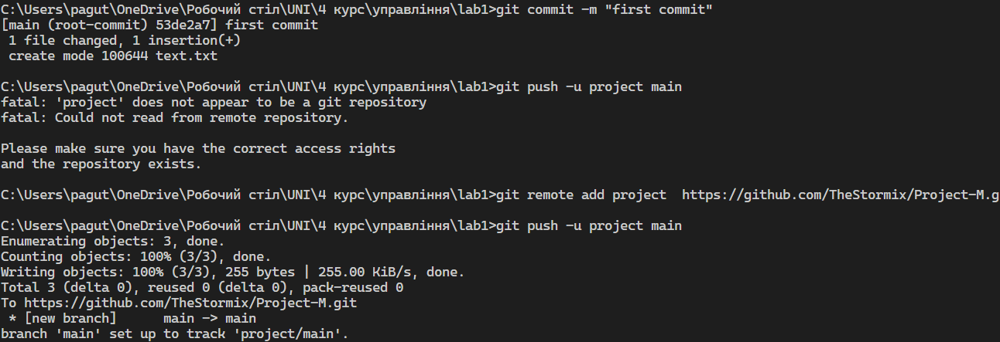 C:\Users\pagut\OneDrive\Робочий стіл\UNI\4 курс\управління\lab1>git commit -m "first commit"
[main (root-commit) 53de2a7] first commit
 1 file changed, 1 insertion(+)
 create mode 100644 text.txt
C:\Users\pagut\OneDrive\Робочий стіл\UNI\4 курс\управління\lab1>git push -u project main
fatal: 'project' does not appear to be a git repository
fatal: Could not read from remote repository.
Please make sure you have the correct access rights
and the repository exists.
C:\Users\pagut\OneDrive\Робочий стіл\UNI\4 курс\управління\lab1>git remote add project  https://github.com/TheStormix/Project-M.g
C:\Users\pagut\OneDrive\Робочий стіл\UNI\4 курс\управління\lab1>git push -u project main
Enumerating objects: 3, done.
Counting objects: 100% (3/3), done.
Writing objects: 100% (3/3), 255 bytes | 255.00 KiB/s, done.
Total 3 (delta 0), reused 0 (delta 0), pack-reused 0
To https://github.com/TheStormix/Project-M.git
 * [new branch]      main -> main
branch 'main' set up to track 'project/main'.